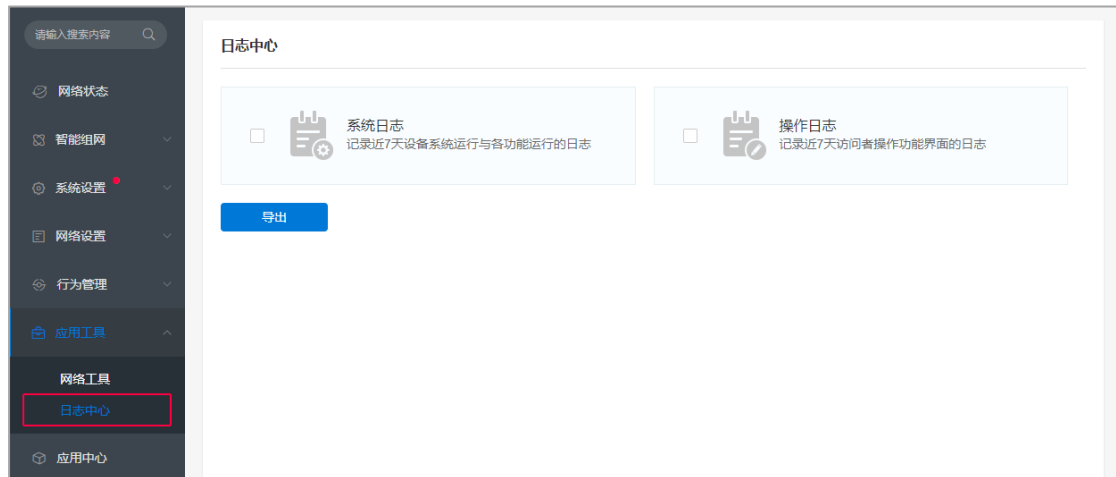 请输入搜索内容
网络状态
智能组网
系统设置
网络设置
行为管理
应用工具
网络工具
日志中心
应用中心
日志中心
系统日志
记录近7天设备系统运行与各功能运行的日志
操作日志
记录近7天访问者操作功能界面的日志
导出